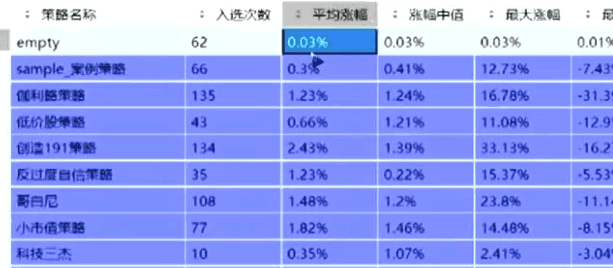 策略名称 入选次数 平均涨幅 涨幅中值 最大涨幅
empty 62 0.03% 0.03% 0.03% 0.01%
sample_案例策略 66 0.3% 0.41% 12.73% -7.43
伽利略策略 135 1.23% 1.24% 16.78% -31.3
低价股策略 43 0.66% 1.21% 11.08% -12.9
创造191策略 134 2.43% 1.39% 33.13% -16.2
反过度自信策略 35 1.23% 0.22% 15.37% -5.53
哥白尼 108 1.48% 1.2% 23.8% -11.1
小市值策略 77 1.82% 1.46% 14.48% -8.15
科技三杰 10 0.35% 1.07% 2.41% -3.04